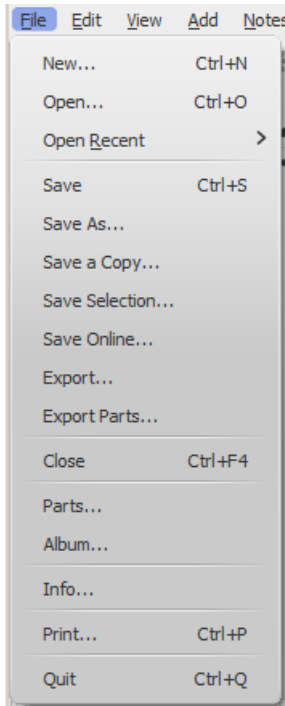 File Edit View Add Notes
New... Ctrl+N
Open... Ctrl+O
Open Recent >
Save Ctrl+S
Save As...
Save a Copy...
Save Selection...
Save Online...
Export...
Export Parts...
Close Ctrl+F4
Parts...
Album...
Info...
Print... Ctrl+P
Quit Ctrl+Q